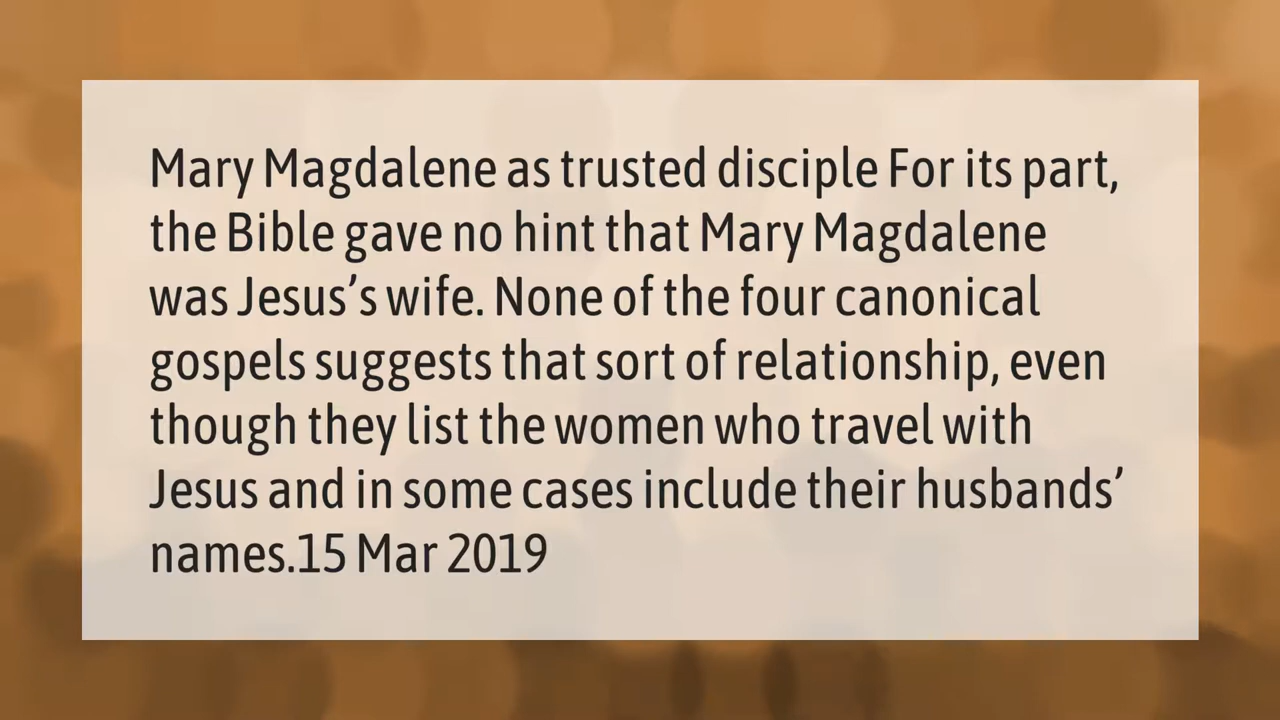 Mary Magdalene as trusted disciple For its part,
the Bible gave no hint that Mary Magdalene
was Jesus’s wife. None of the four canonical
gospels suggests that sort of relationship, even
though they list the women who travel with
Jesus and in some cases include their husbands’
names.15 Mar 2019